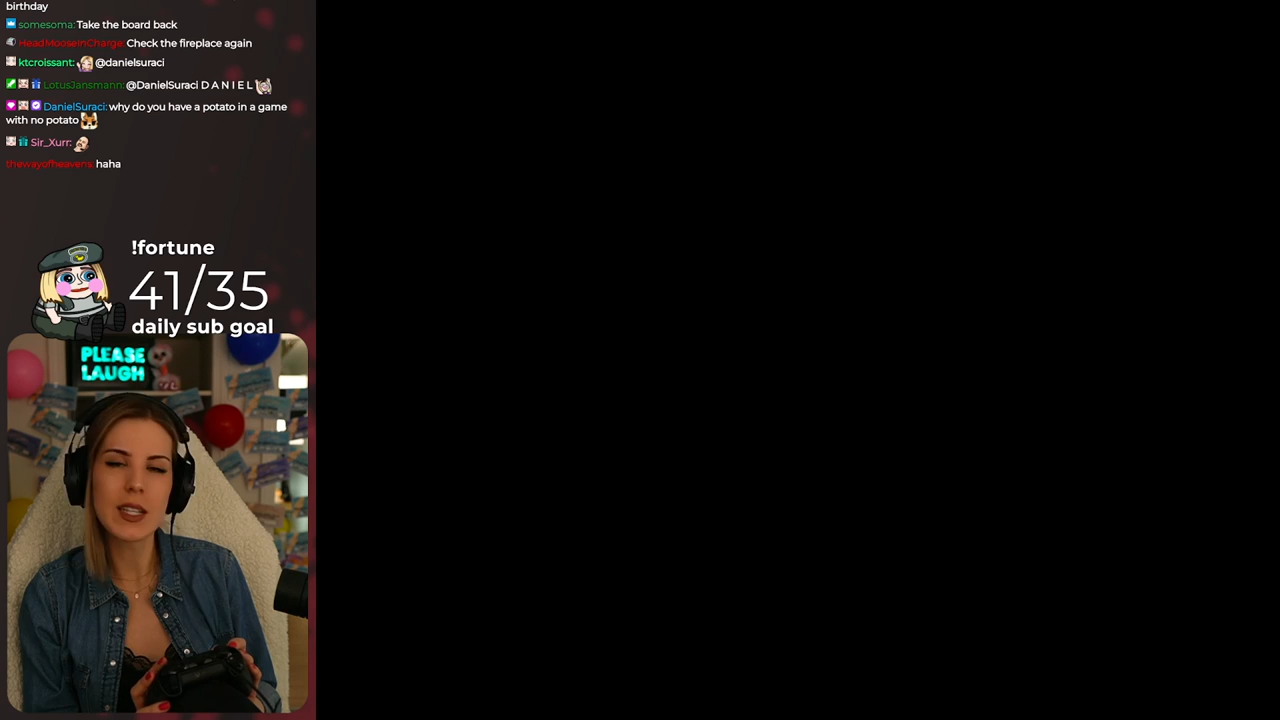 birthday
somesoma: Take the board back
HeadMooseInCharge: Check the fireplace again
ktcroissant: @danielsuraci
LotusJansmann: @DanielSuraci D A N I E L
DanielSuraci: why do you have a potato in a game
with no potato
Sir_Xurr:
thewayofheavens: haha
!fortune
41/35
daily sub goal
PLEASE
LAUGH